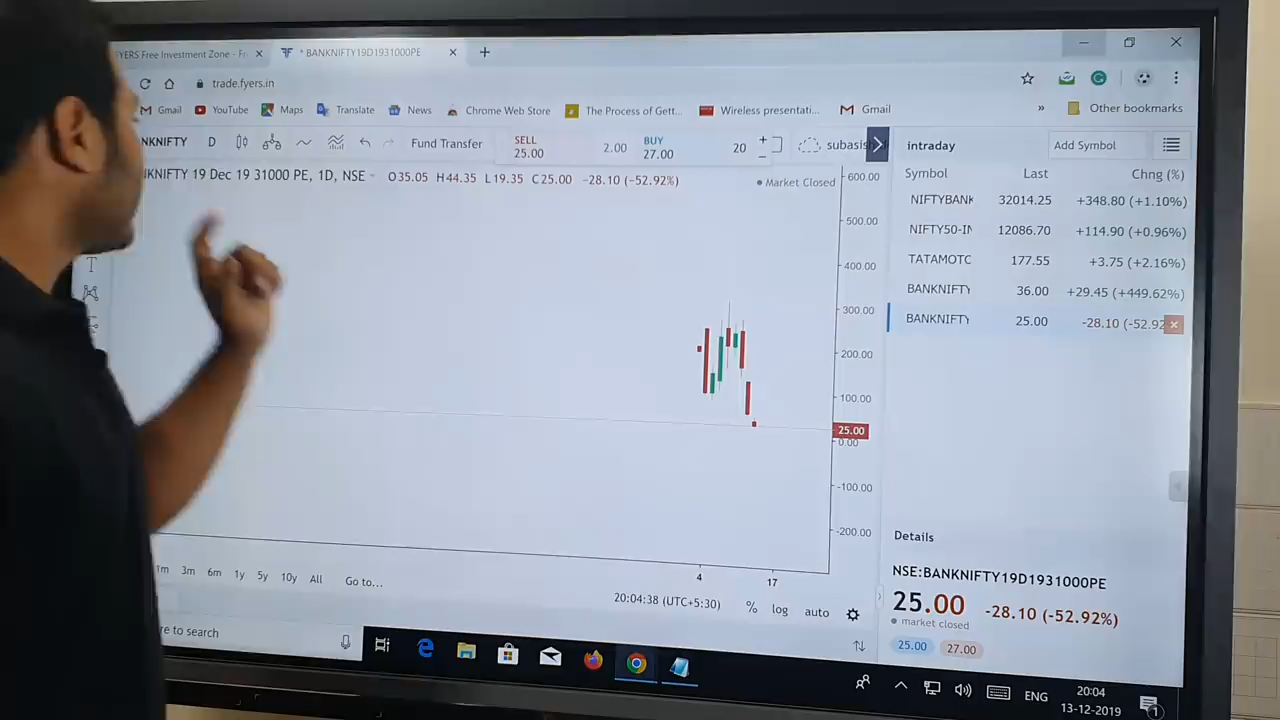 FYERS Free Investment Zone - Fr
* BANKNIFTY19D1931000PE
trade.fyers.in
Gmail YouTube Maps Translate News Chrome Web Store The Process of Gett... Wireless presentati... Gmail » Other bookmarks
NKNIFTY D Fund Transfer SELL 25.00 2.00 BUY 27.00 20 + − subasis
NKNIFTY 19 Dec 19 31000 PE, 1D, NSE O35.05 H44.35 L19.35 C25.00 −28.10 (−52.92%)
Market Closed
600.00
500.00
400.00
300.00
200.00
100.00
25.00
0.00
-100.00
-200.00
4 17
1m 3m 6m 1y 5y 10y All Go to...
20:04:38 (UTC+5:30) % log auto
intraday Add Symbol
Symbol Last Chng (%)
NIFTYBANK 32014.25 +348.80 (+1.10%)
NIFTY50-IN 12086.70 +114.90 (+0.96%)
TATAMOTO 177.55 +3.75 (+2.16%)
BANKNIFTY 36.00 +29.45 (+449.62%)
BANKNIFTY 25.00 -28.10 (-52.92
Details
NSE:BANKNIFTY19D1931000PE
25.00 -28.10 (-52.92%)
market closed
25.00 27.00
re to search
ENG
20:04
13-12-2019
1